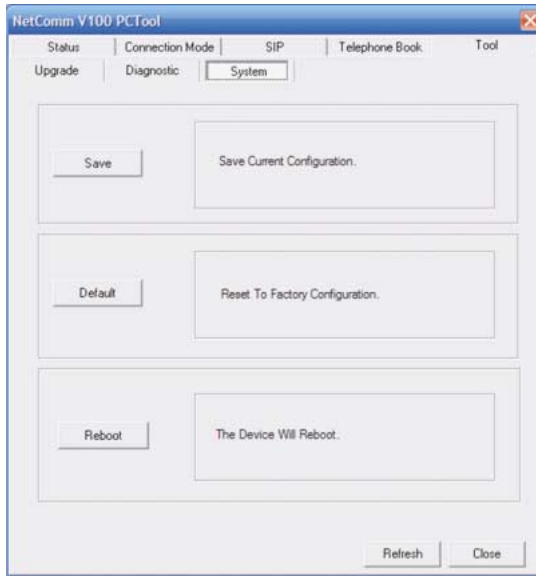 NetComm V100 PCTool
Status Connection Mode SIP Telephone Book Tool
Upgrade Diagnostic System
Save Save Current Configuration.
Default Reset To Factory Configuration.
Reboot The Device Will Reboot.
Refresh Close